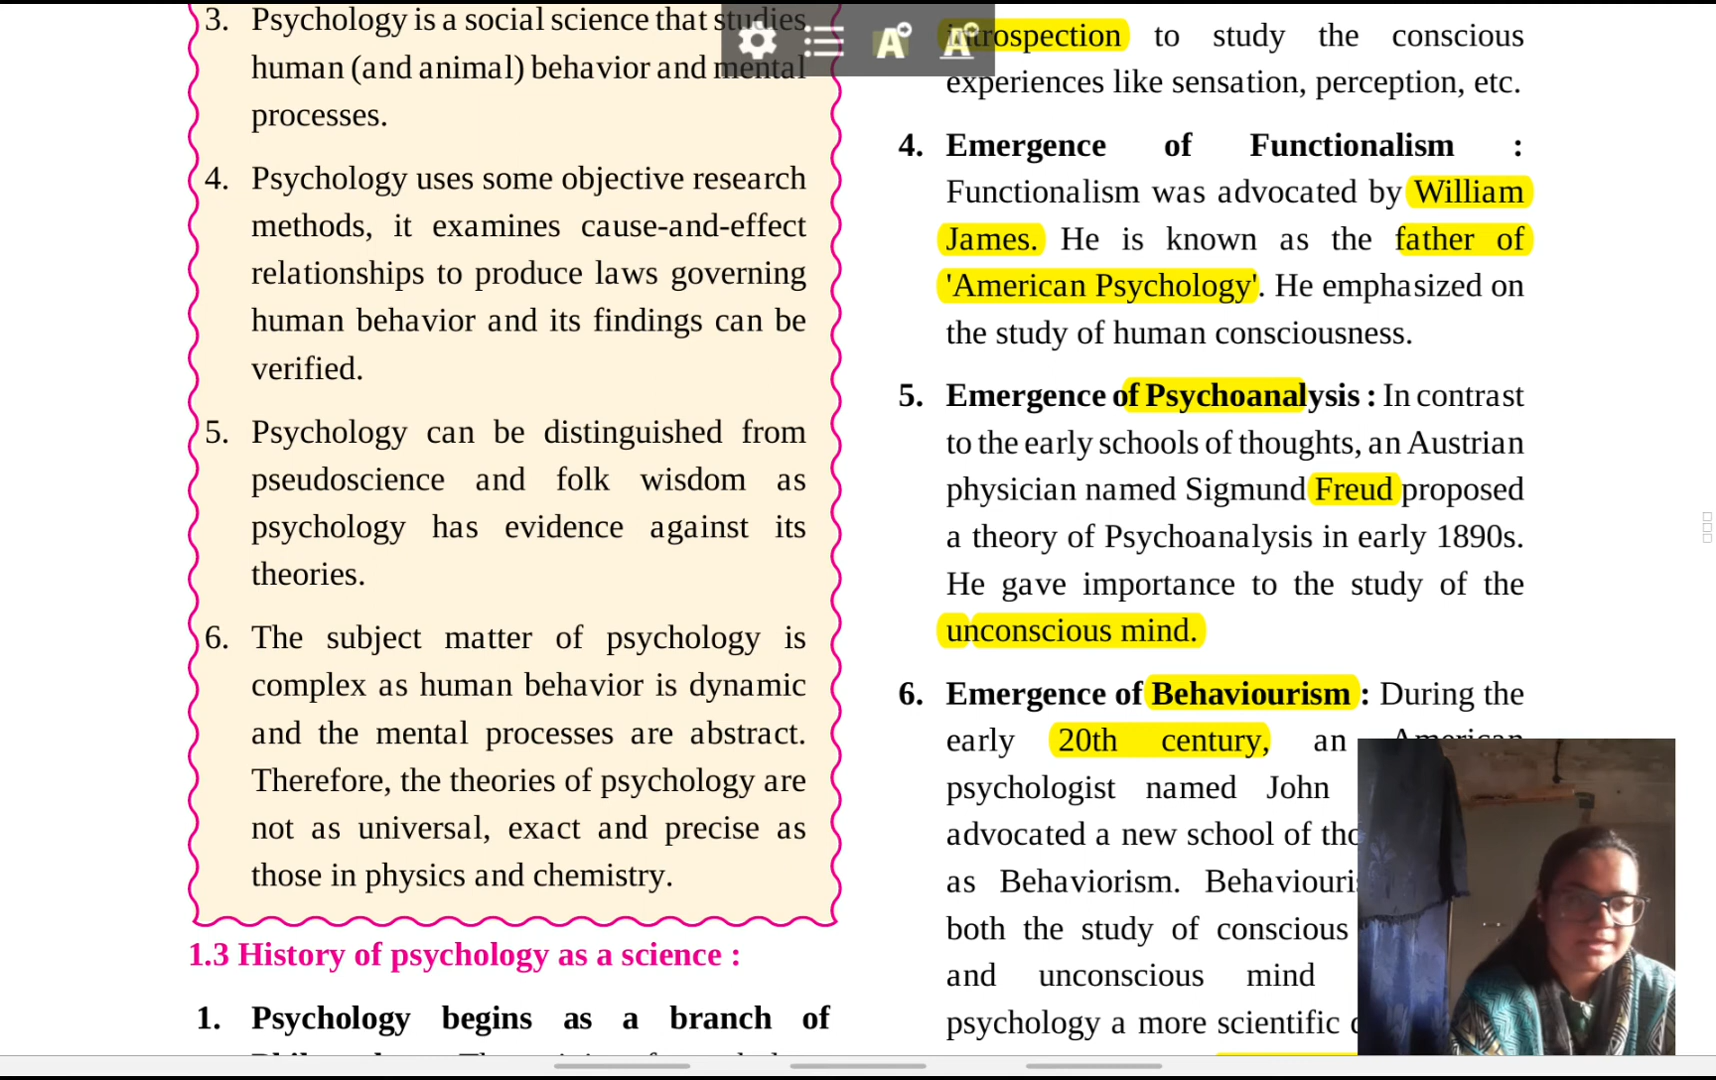 3. Psychology is a social science that studies
human (and animal) behavior and mental
processes.
4. Psychology uses some objective research
methods, it examines cause-and-effect
relationships to produce laws governing
human behavior and its findings can be
verified.
5. Psychology can be distinguished from
pseudoscience and folk wisdom as
psychology has evidence against its
theories.
6. The subject matter of psychology is
complex as human behavior is dynamic
and the mental processes are abstract.
Therefore, the theories of psychology are
not as universal, exact and precise as
those in physics and chemistry.
1.3 History of psychology as a science :
1. Psychology begins as a branch of
introspection to study the conscious
experiences like sensation, perception, etc.
4. Emergence of Functionalism :
Functionalism was advocated by William
James. He is known as the father of
'American Psychology'. He emphasized on
the study of human consciousness.
5. Emergence of Psychoanalysis : In contrast
to the early schools of thoughts, an Austrian
physician named Sigmund Freud proposed
a theory of Psychoanalysis in early 1890s.
He gave importance to the study of the
unconscious mind.
6. Emergence of Behaviourism : During the
early 20th century, an American
psychologist named John
advocated a new school of
as Behaviorism.
both the study of conscious
and unconscious mind
psychology a more scientific